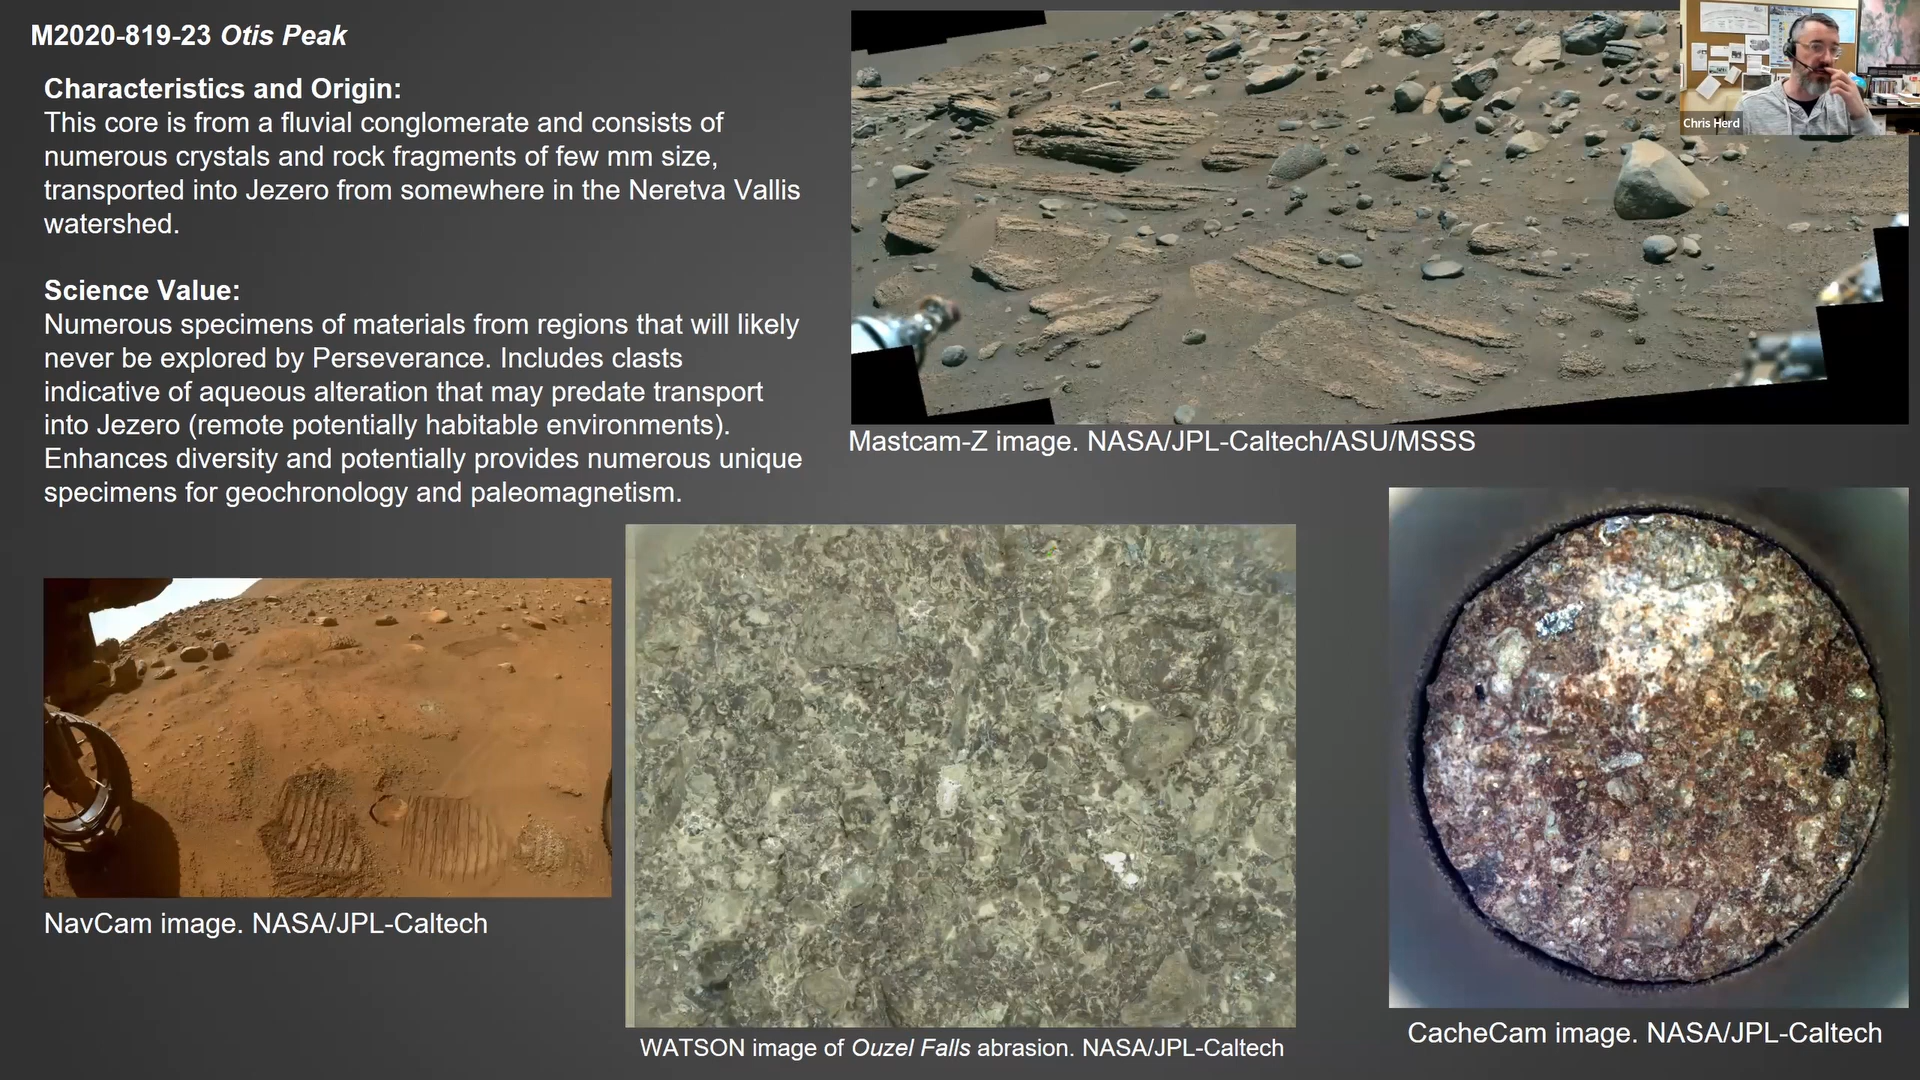 M2020-819-23 Otis Peak
Characteristics and Origin:
This core is from a fluvial conglomerate and consists of
numerous crystals and rock fragments of few mm size,
transported into Jezero from somewhere in the Neretva Vallis
watershed.
Science Value:
Numerous specimens of materials from regions that will likely
never be explored by Perseverance. Includes clasts
indicative of aqueous alteration that may predate transport
into Jezero (remote potentially habitable environments).
Enhances diversity and potentially provides numerous unique
specimens for geochronology and paleomagnetism.
Chris Herd
Mastcam-Z image. NASA/JPL-Caltech/ASU/MSSS
NavCam image. NASA/JPL-Caltech
WATSON image of Ouzel Falls abrasion. NASA/JPL-Caltech
CacheCam image. NASA/JPL-Caltech